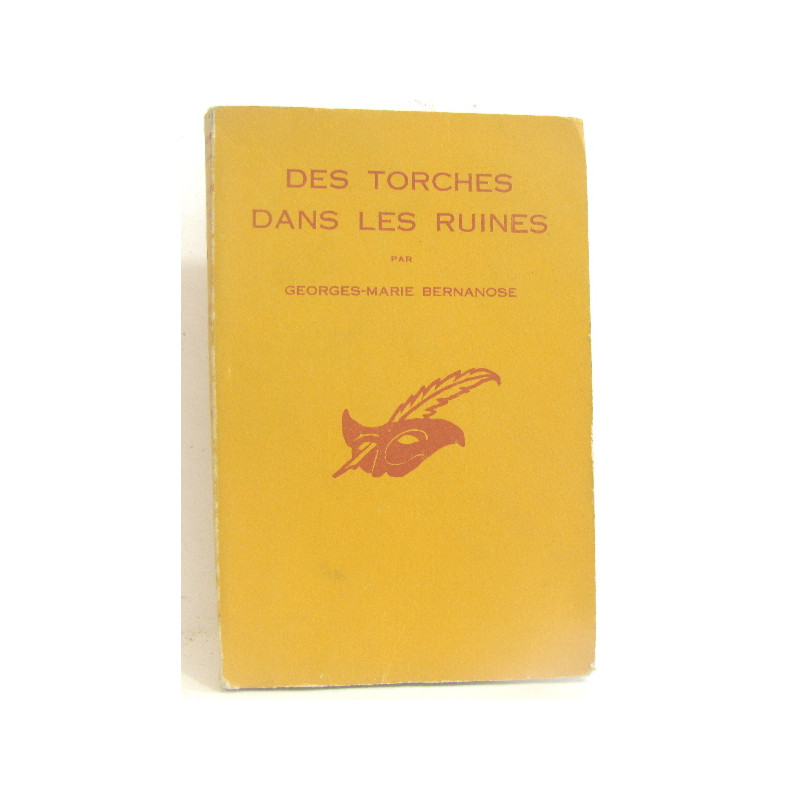 DES TORCHES
DANS LES RUINES
PAR
GEORGES-MARIE BERNANOSE